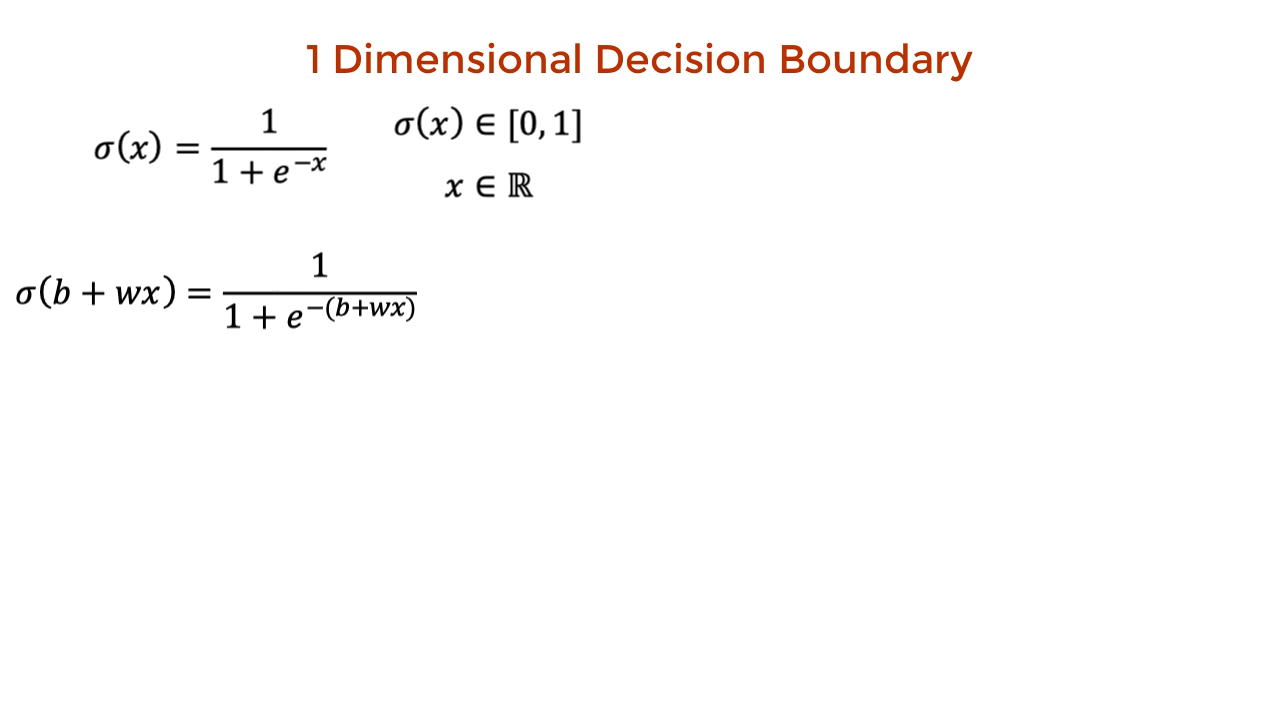 1 Dimensional Decision Boundary
σ(x) = 1 / (1 + e^{−x})
σ(x) ∈ [0, 1]
x ∈ ℝ
σ(b + wx) = 1 / (1 + e^{−(b+wx)})